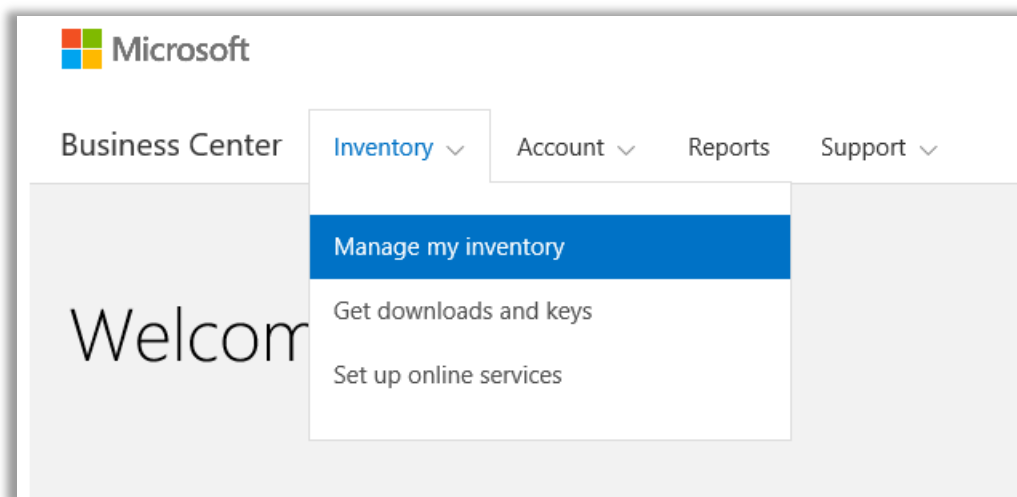 Microsoft
Business Center Inventory Account Reports Support
Manage my inventory
Get downloads and keys
Welcom
Set up online services